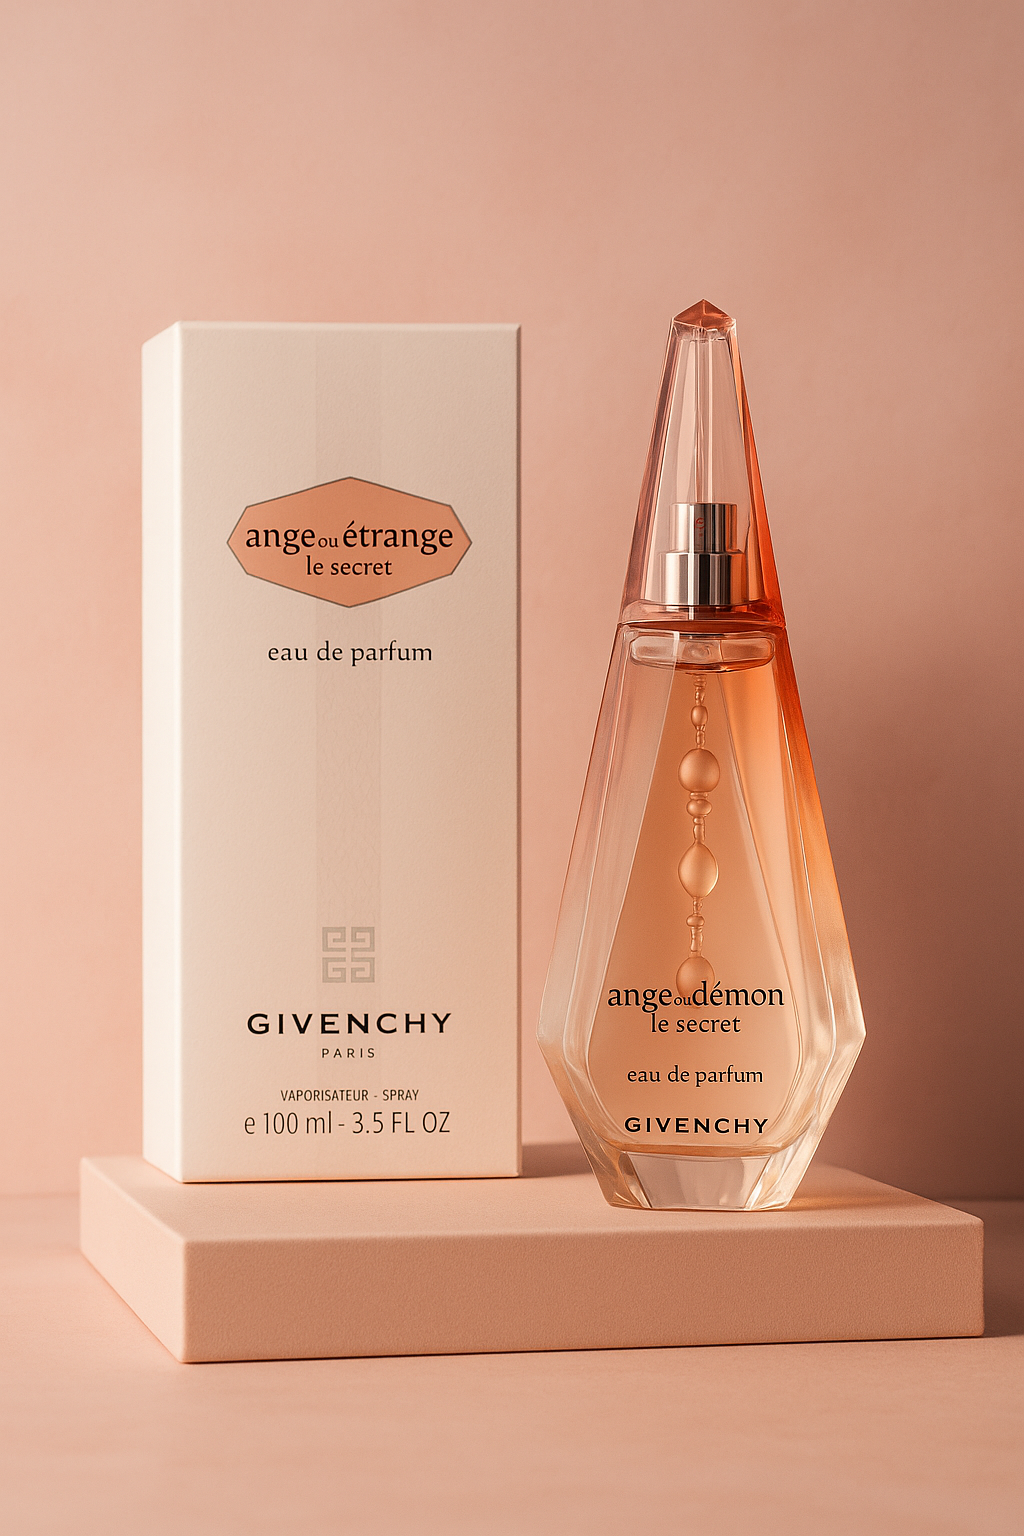 ange ou étrange
le secret
eau de parfum
GIVENCHY
PARIS
VAPORISATEUR - SPRAY
e 100 ml - 3.5 FL OZ
ange ou démon
le secret
eau de parfum
GIVENCHY